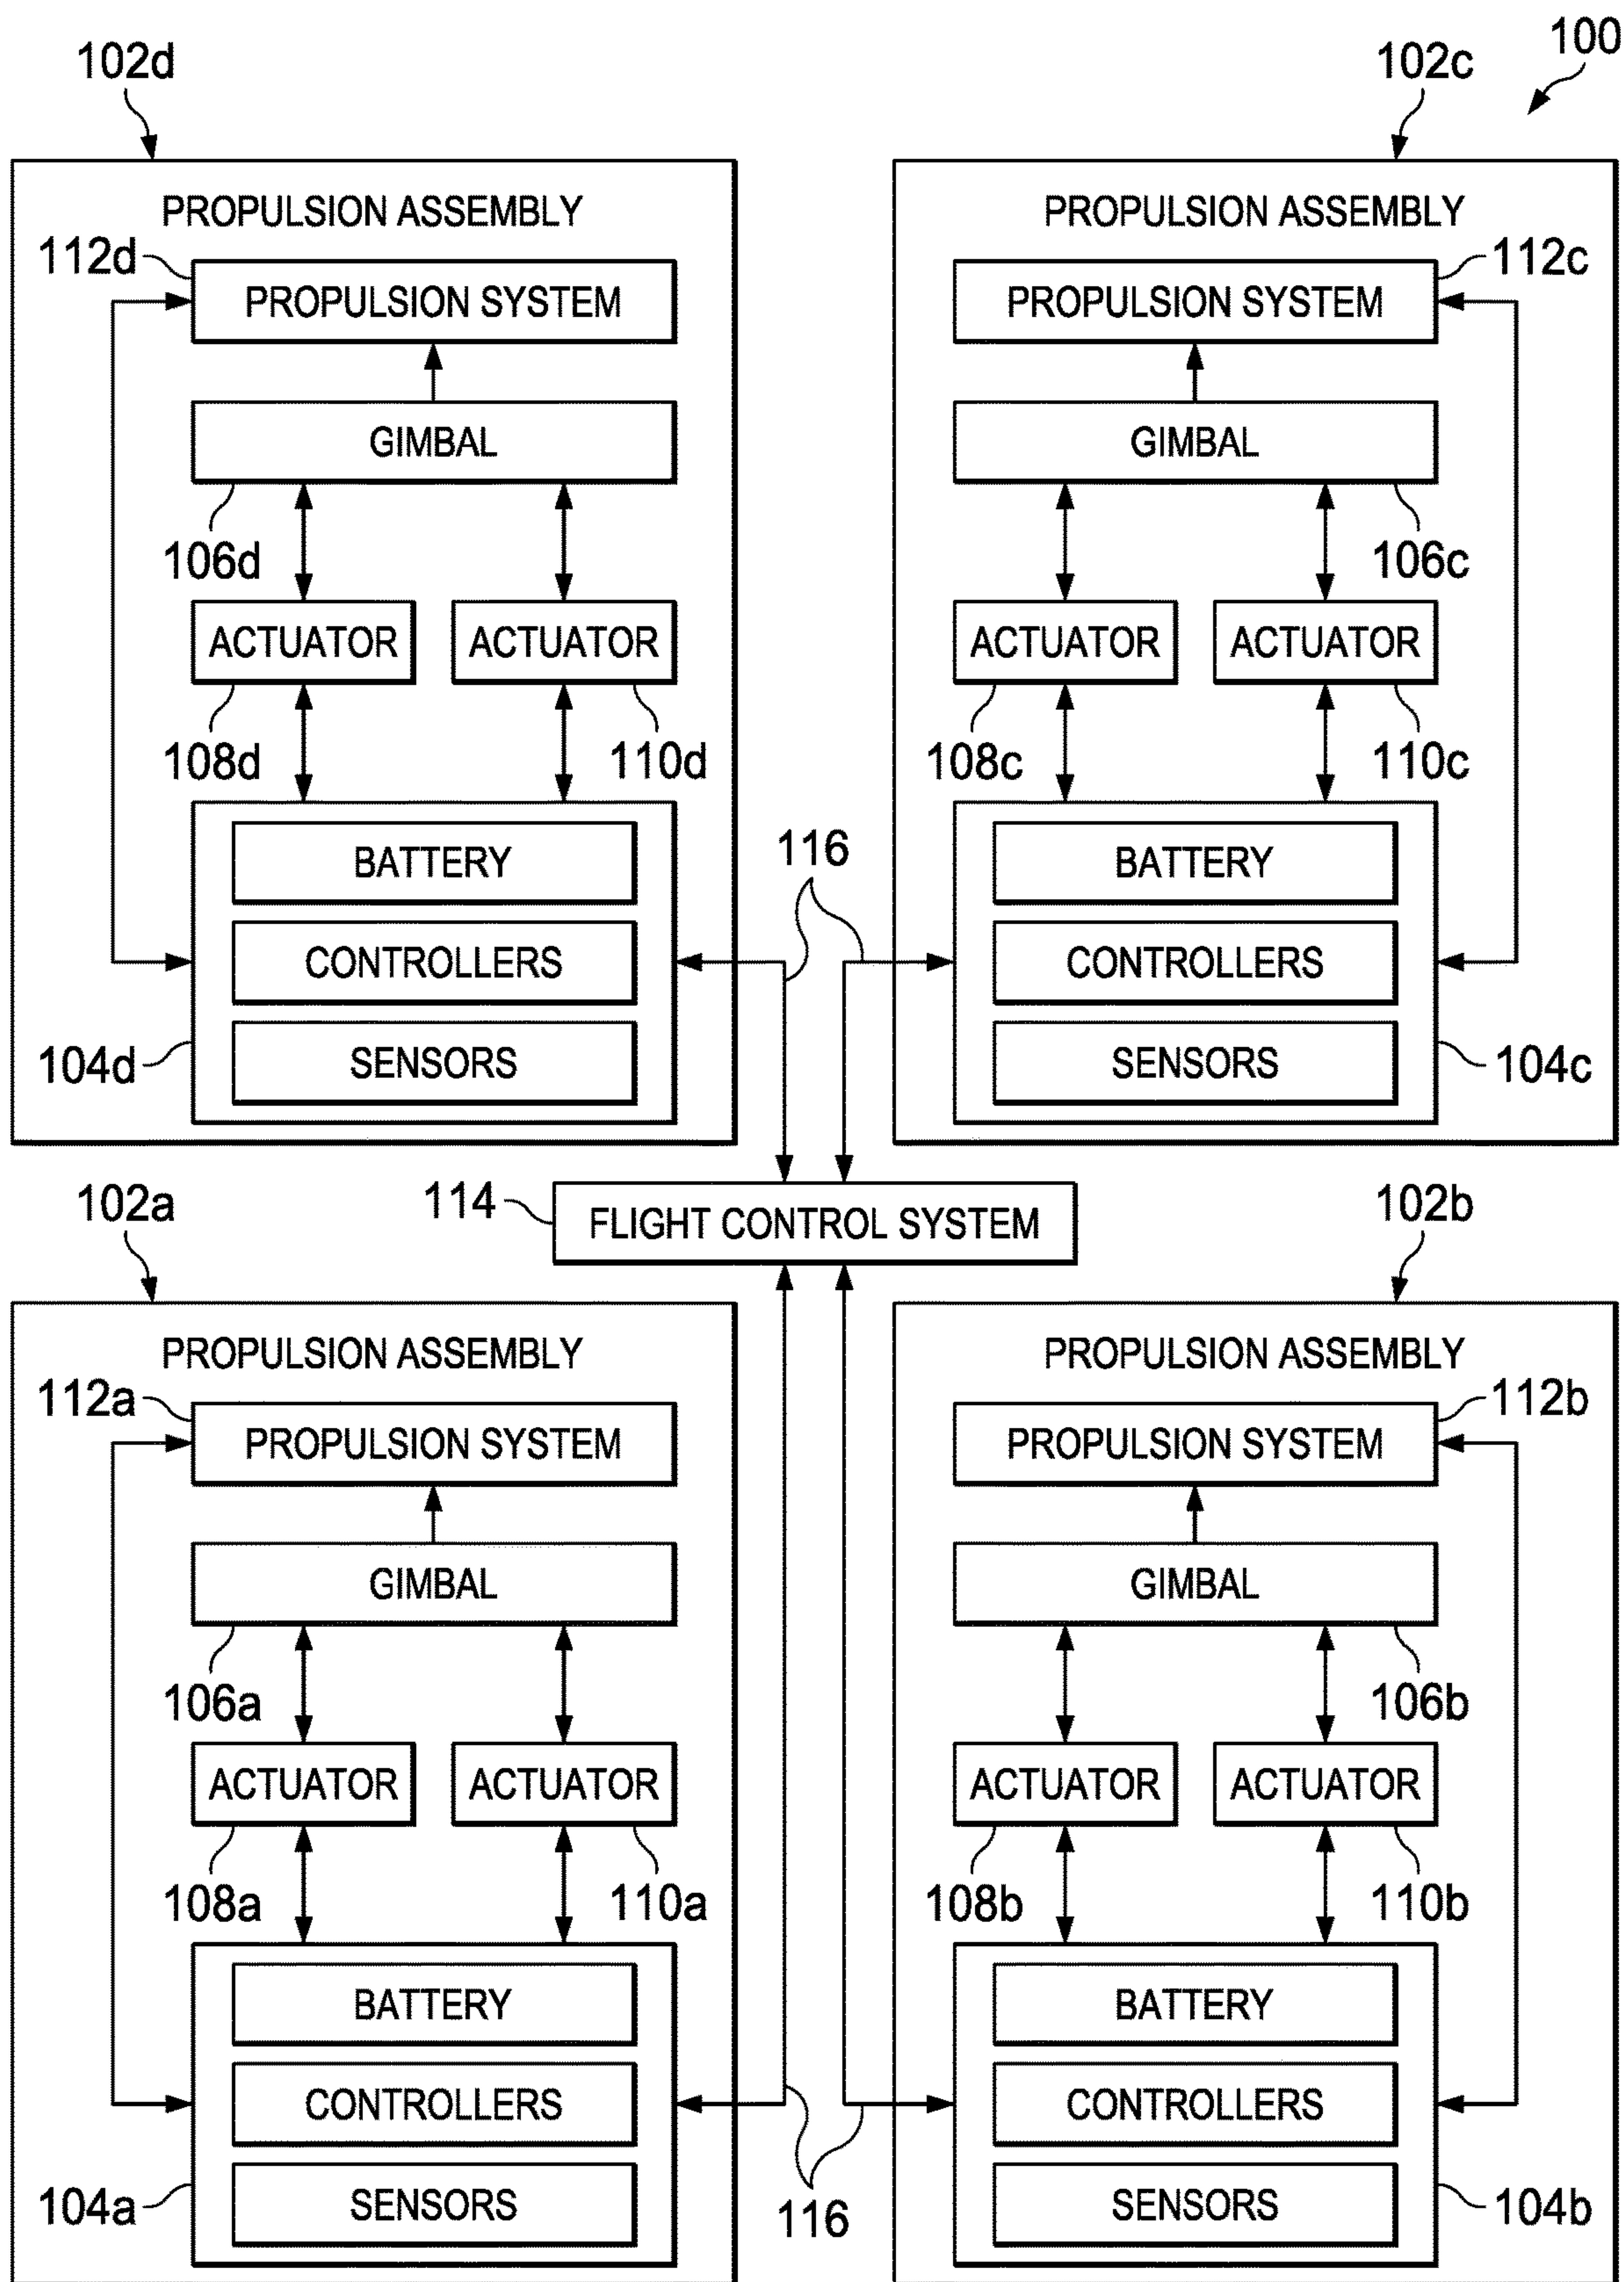 100
102d
102c
PROPULSION ASSEMBLY
PROPULSION ASSEMBLY
112d
PROPULSION SYSTEM
PROPULSION SYSTEM
112c
GIMBAL
GIMBAL
106d
106c
ACTUATOR
ACTUATOR
ACTUATOR
ACTUATOR
108d
110d
108c
110c
BATTERY
116
BATTERY
CONTROLLERS
CONTROLLERS
104d
SENSORS
SENSORS
104c
102a
114
FLIGHT CONTROL SYSTEM
102b
PROPULSION ASSEMBLY
PROPULSION ASSEMBLY
112a
PROPULSION SYSTEM
PROPULSION SYSTEM
112b
GIMBAL
GIMBAL
106a
106b
ACTUATOR
ACTUATOR
ACTUATOR
ACTUATOR
108a
110a
108b
110b
BATTERY
BATTERY
CONTROLLERS
CONTROLLERS
104a
SENSORS
116
SENSORS
104b